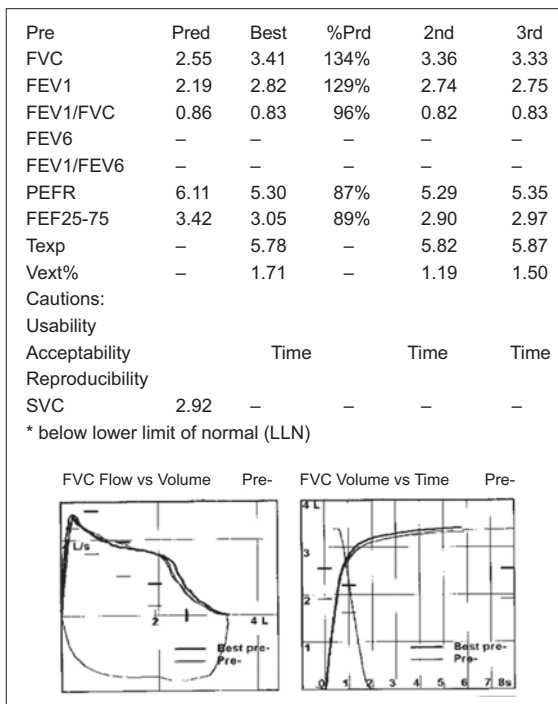 Pre Pred Best %Prd 2nd 3rd
FVC 2.55 3.41 134% 3.36 3.33
FEV1 2.19 2.82 129% 2.74 2.75
FEV1/FVC 0.86 0.83 96% 0.82 0.83
FEV6 – – – – –
FEV1/FEV6 – – – – –
PEFR 6.11 5.30 87% 5.29 5.35
FEF25-75 3.42 3.05 89% 2.90 2.97
Texp – 5.78 – 5.82 5.87
Vext% – 1.71 – 1.19 1.50
Cautions:
Usability
Acceptability Time Time Time
Reproducibility
SVC 2.92 – – – –
* below lower limit of normal (LLN)
FVC Flow vs Volume Pre- FVC Volume vs Time Pre-
L/s
2 4 L
Best pre-
Pre-
4 L
3
2
1
Best pre-
Pre-
0 1 2 3 4 5 6 7 8s